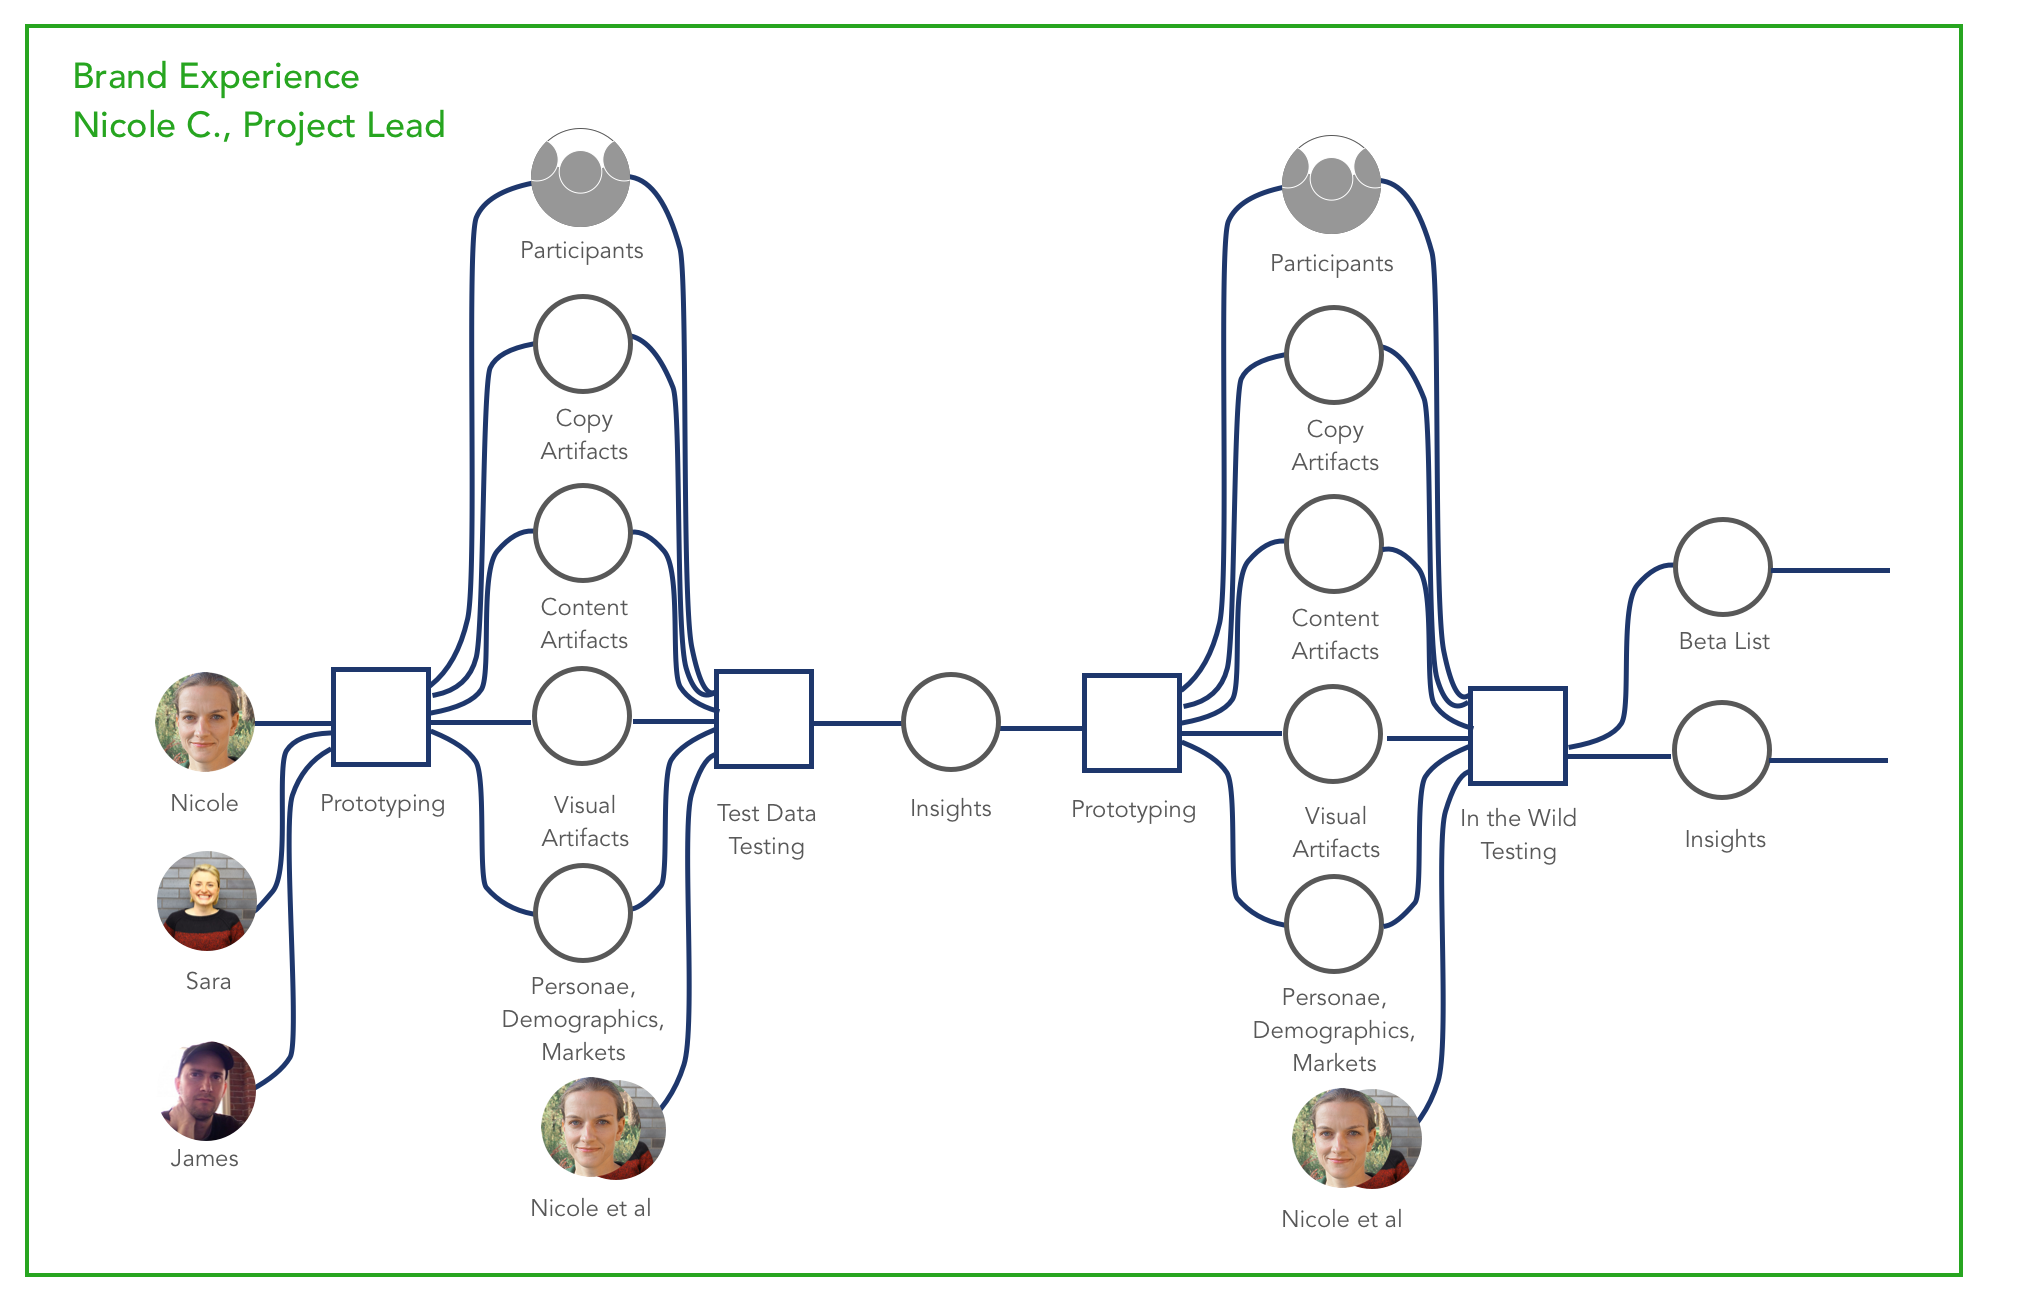 Brand Experience
Nicole C., Project Lead
Participants
Copy
Artifacts
Content
Artifacts
Visual
Artifacts
Personae,
Demographics,
Markets
Nicole et al
Nicole
Sara
James
Prototyping
Test Data
Testing
Insights
Prototyping
Participants
Copy
Artifacts
Content
Artifacts
Visual
Artifacts
Personae,
Demographics,
Markets
Nicole et al
In the Wild
Testing
Beta List
Insights